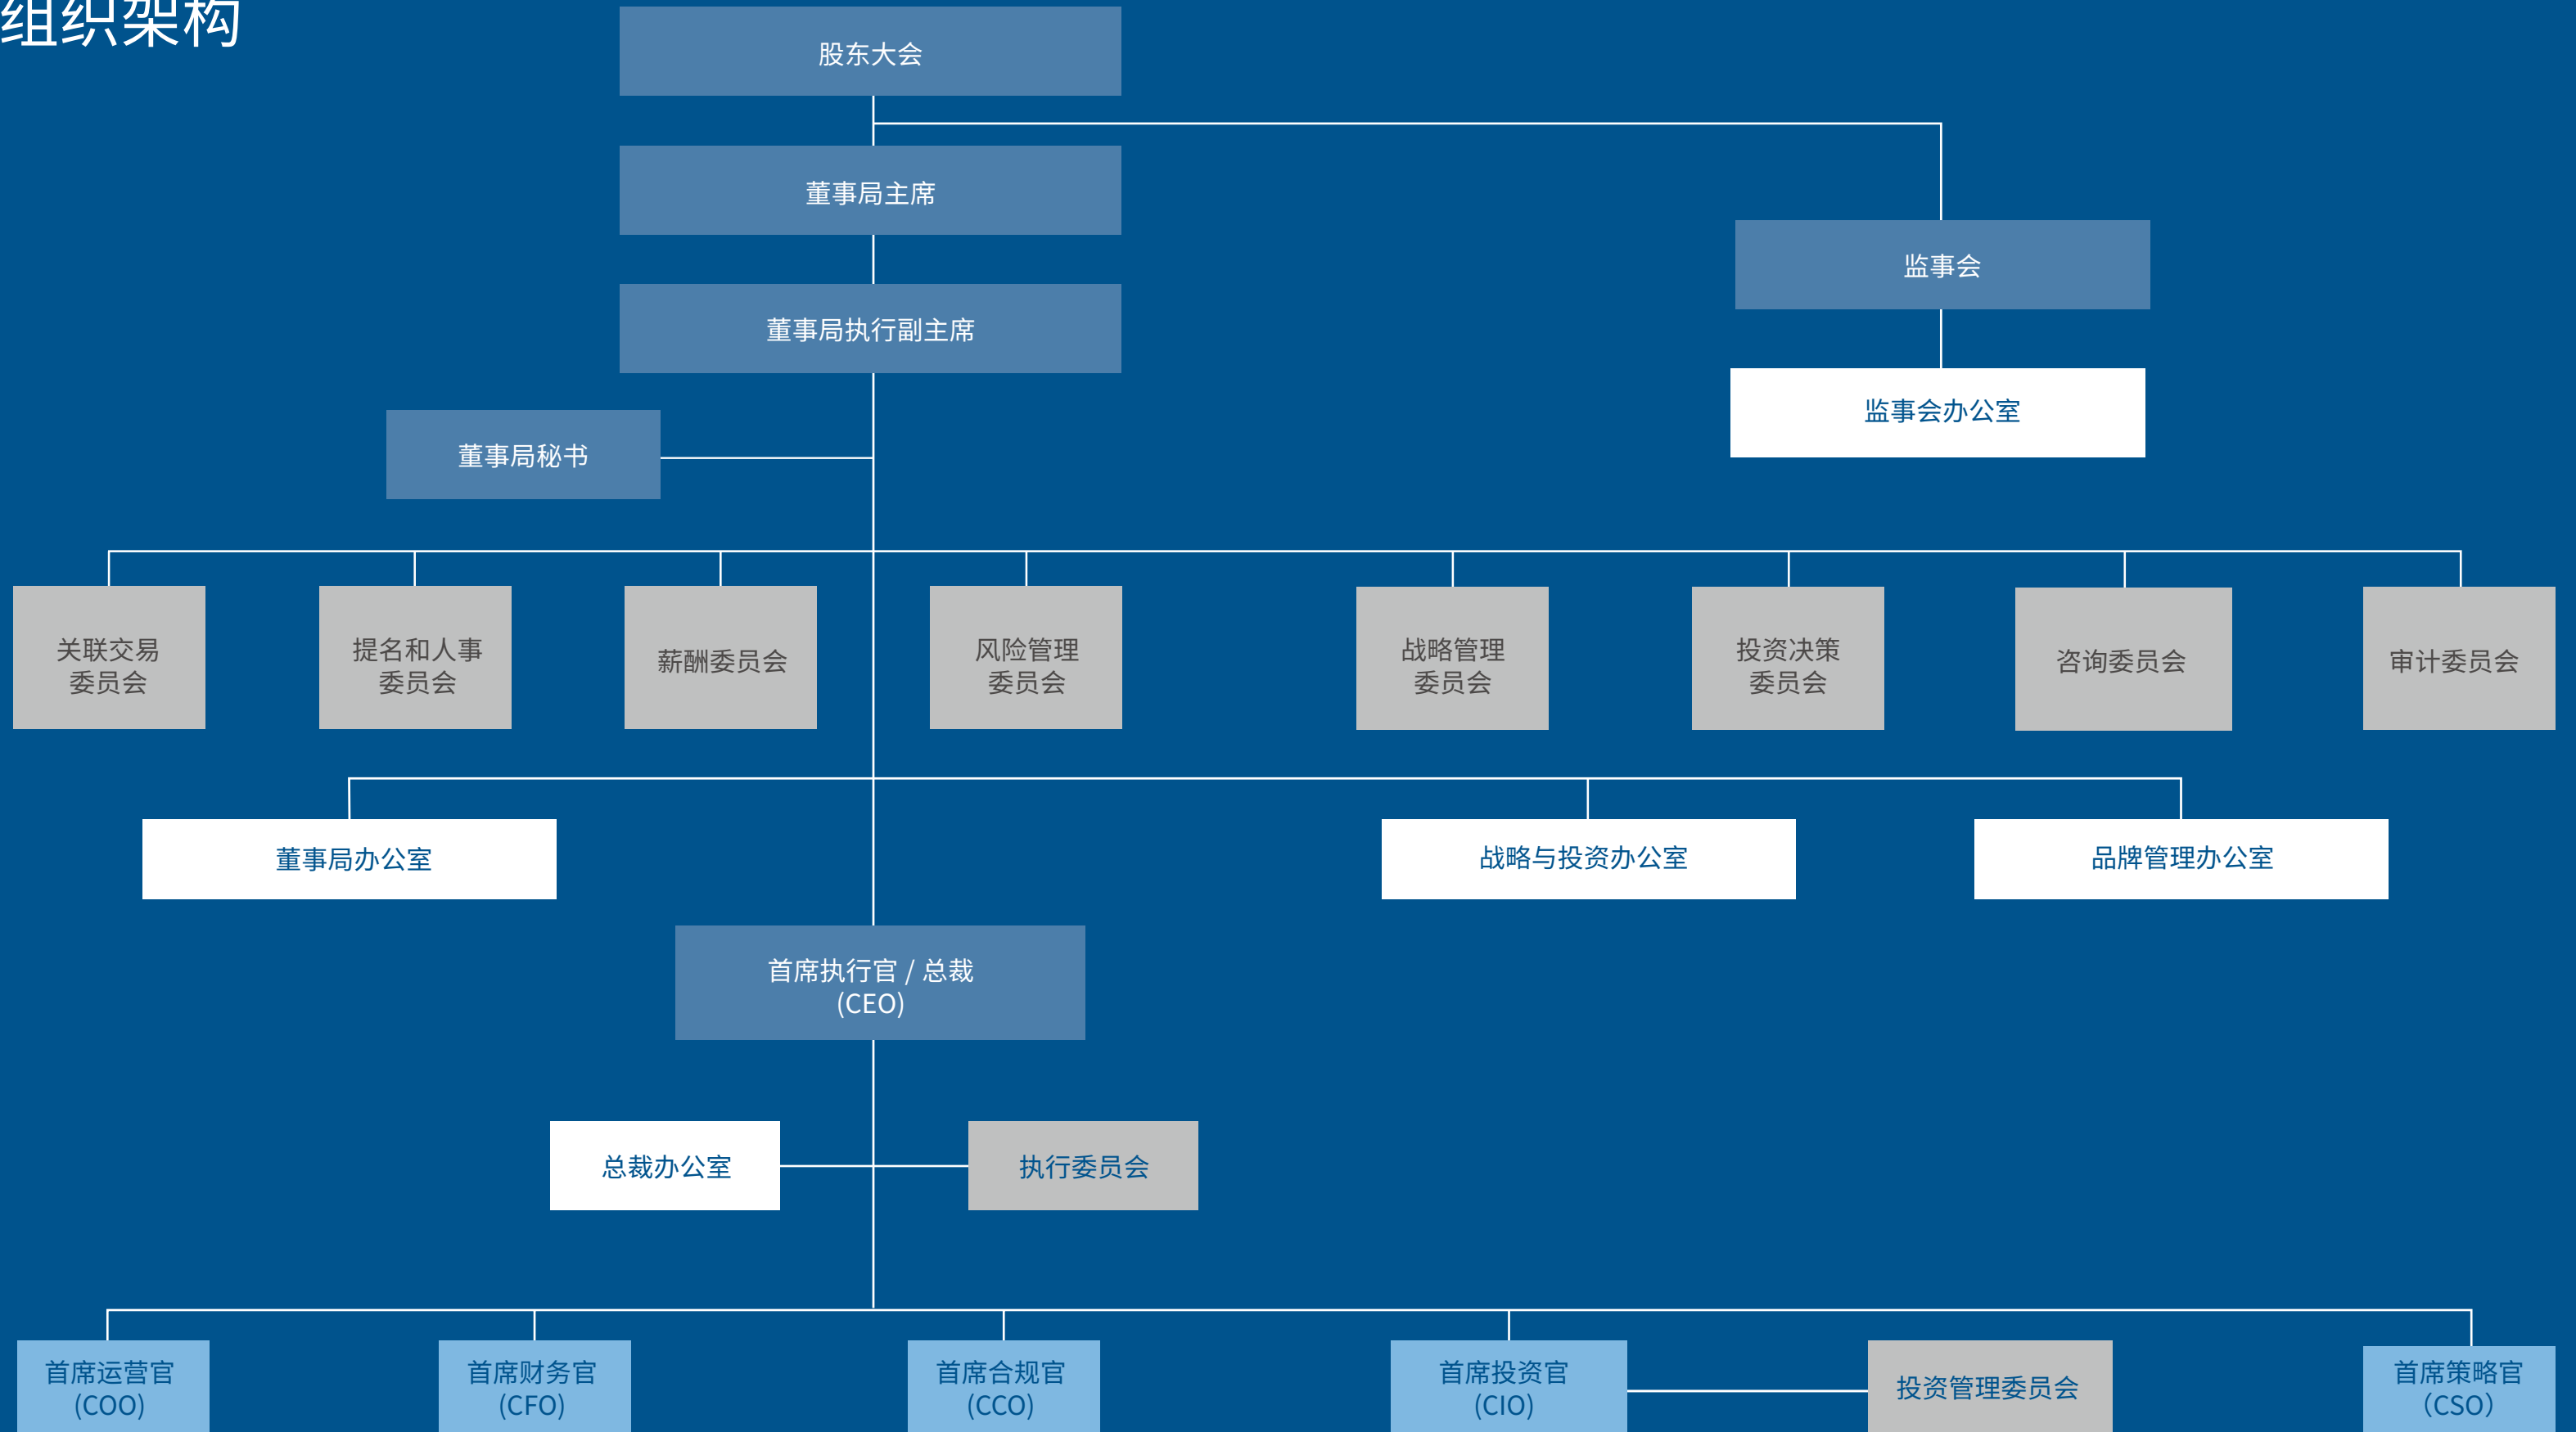 组织架构
股东大会
董事局主席
监事会
董事局执行副主席
监事会办公室
董事局秘书
关联交易
委员会
提名和人事
委员会
薪酬委员会
风险管理
委员会
战略管理
委员会
投资决策
委员会
咨询委员会
审计委员会
董事局办公室
战略与投资办公室
品牌管理办公室
首席执行官 / 总裁
(CEO)
总裁办公室
执行委员会
首席运营官
(COO)
首席财务官
(CFO)
首席合规官
(CCO)
首席投资官
(CIO)
投资管理委员会
首席策略官
（CSO）